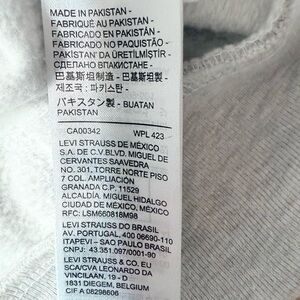 MADE IN PAKISTAN -
FABRIQUÉ AU PAKISTAN -
FABRICADO EN PAKISTÁN -
FABRICADO NO PAQUISTÃO -
PAKİSTAN'DA ÜRETİLMİŞTİR -
СДЕЛАНО ВПАКИСТАНЕ -
巴基斯坦制造 - 巴基斯坦製 -
제조국 : 파키스탄 -
パキスタン製 - BUATAN
PAKISTAN
CA00342 WPL 423
LEVI STRAUSS DE MÉXICO
S.A. DE C.V.BLVD, MIGUEL DE
CERVANTES SAAVEDRA
NO. 301, TORRE NORTE PISO
7 COL. AMPLIACIÓN
GRANADA C.P. 11529
ALCALDÍA. MIGUEL HIDALGO
CIUDAD DE MÉXICO, MÉXICO
RFC: LSM660818M98
LEVI STRAUSS DO BRASIL
AV. PORTUGAL, 400 06690-110
ITAPEVI – SAO PAULO BRASIL
CNPJ: 43.351.097/0001-90
LEVI STRAUSS & CO. EU
SCA/CVA LEONARDO DA
VINCILAAN, 19 - D
1831 DIEGEM, BELGIUM
CIF A 08298606